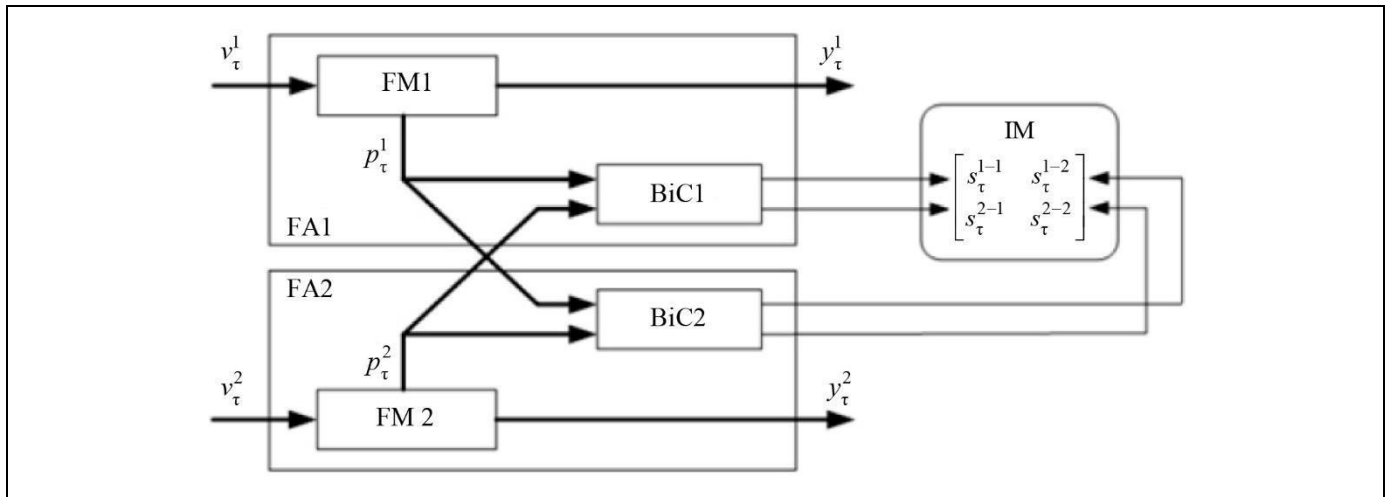 v_τ^1
FM1
y_τ^1
p_τ^1
BiC1
FA1
IM
s_τ^{1–1} s_τ^{1–2}
s_τ^{2–1} s_τ^{2–2}
FA2
BiC2
p_τ^2
v_τ^2
FM 2
y_τ^2